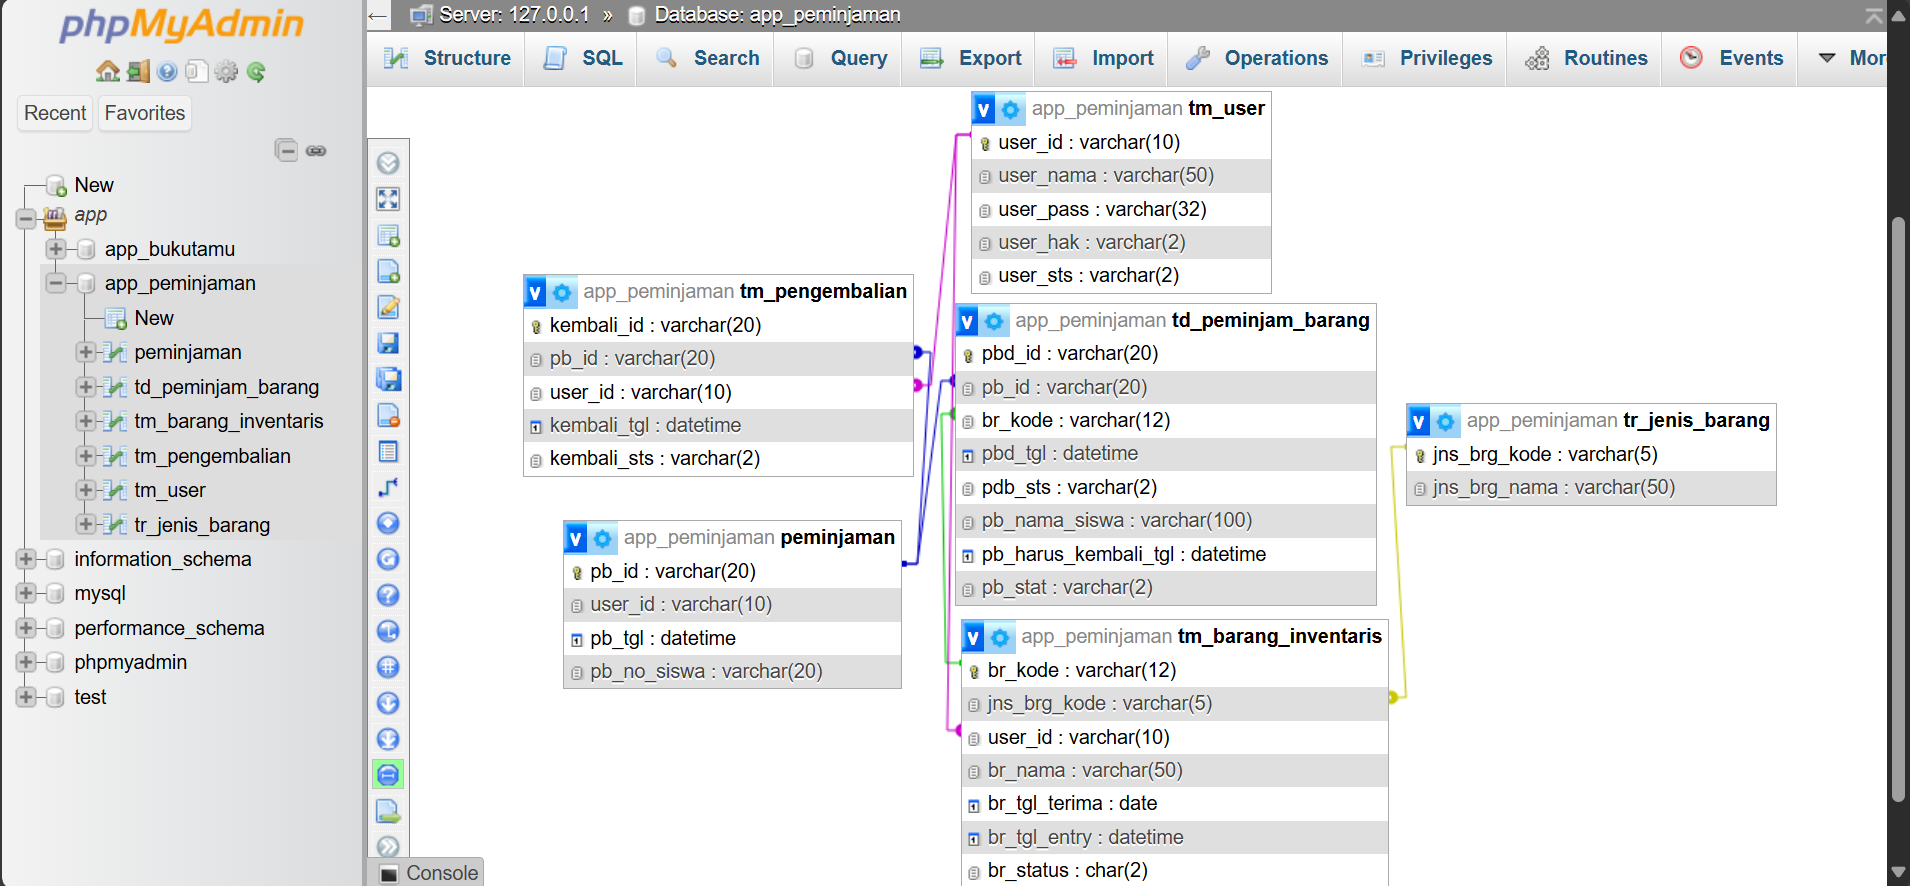 phpMyAdmin
Recent Favorites
New
app
app_bukutamu
app_peminjaman
New
peminjaman
td_peminjam_barang
tm_barang_inventaris
tm_pengembalian
tm_user
tr_jenis_barang
information_schema
mysql
performance_schema
phpmyadmin
test
Server: 127.0.0.1 » Database: app_peminjaman
Structure SQL Search Query Export Import Operations Privileges Routines Events Mor
V app_peminjaman tm_user
user_id : varchar(10)
user_nama : varchar(50)
user_pass : varchar(32)
user_hak : varchar(2)
user_sts : varchar(2)
V app_peminjaman tm_pengembalian
kembali_id : varchar(20)
pb_id : varchar(20)
user_id : varchar(10)
kembali_tgl : datetime
kembali_sts : varchar(2)
V app_peminjaman td_peminjam_barang
pbd_id : varchar(20)
pb_id : varchar(20)
br_kode : varchar(12)
pbd_tgl : datetime
pdb_sts : varchar(2)
pb_nama_siswa : varchar(100)
pb_harus_kembali_tgl : datetime
pb_stat : varchar(2)
V app_peminjaman tr_jenis_barang
jns_brg_kode : varchar(5)
jns_brg_nama : varchar(50)
V app_peminjaman peminjaman
pb_id : varchar(20)
user_id : varchar(10)
pb_tgl : datetime
pb_no_siswa : varchar(20)
V app_peminjaman tm_barang_inventaris
br_kode : varchar(12)
jns_brg_kode : varchar(5)
user_id : varchar(10)
br_nama : varchar(50)
br_tgl_terima : date
br_tgl_entry : datetime
br_status : char(2)
Console